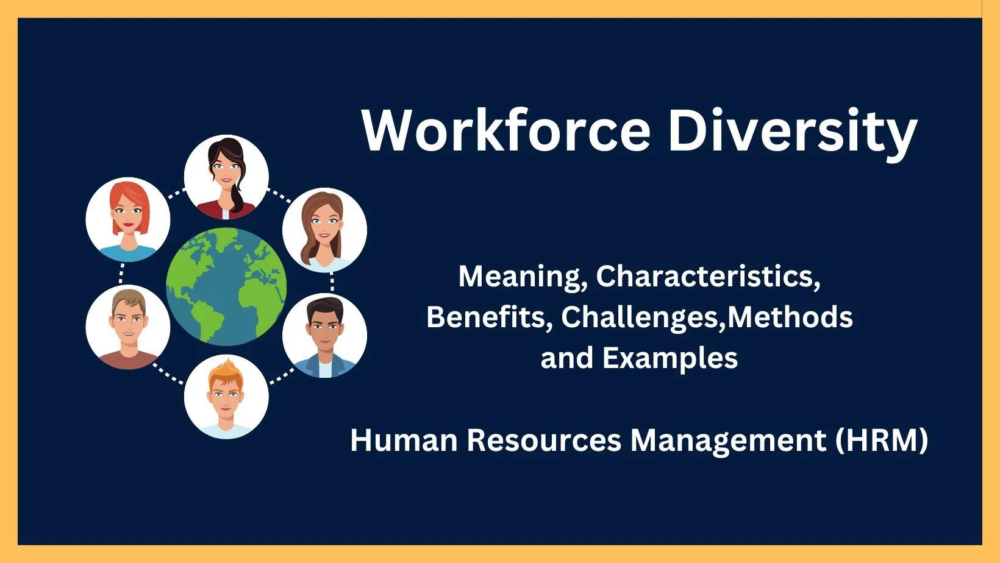 Workforce Diversity
Meaning, Characteristics,
Benefits, Challenges,Methods
and Examples
Human Resources Management (HRM)